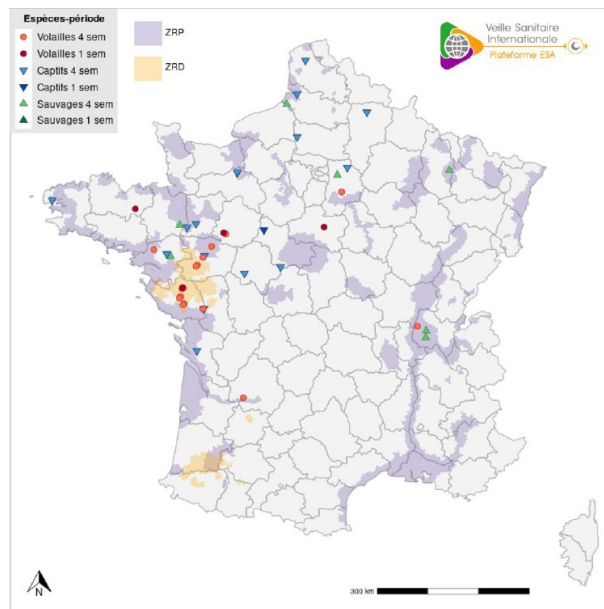 Espèces-période
Volailles 4 sem
Volailles 1 sem
Captifs 4 sem
Captifs 1 sem
Sauvages 4 sem
Sauvages 1 sem
ZRP
ZRD
Veille Sanitaire
Internationale
Plateforme ESA
N
300 km